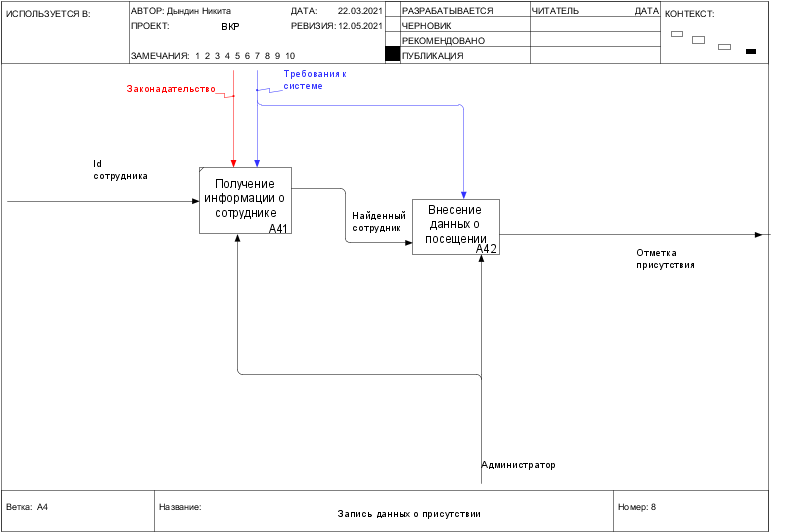 ИСПОЛЬЗУЕТСЯ В:
АВТОР: Дындин Никита
ДАТА: 22.03.2021
ПРОЕКТ: ВКР
РЕВИЗИЯ: 12.05.2021
ЗАМЕЧАНИЯ: 1 2 3 4 5 6 7 8 9 10
РАЗРАБАТЫВАЕТСЯ
ЧЕРНОВИК
РЕКОМЕНДОВАНО
ПУБЛИКАЦИЯ
ЧИТАТЕЛЬ ДАТА
КОНТЕКСТ:
Законадательство
Требования к
системе
Id
сотрудника
Получение
информации о
сотруднике
A41
Найденный
сотрудник
Внесение
данных о
посещении
A42
Отметка
присутствия
Администратор
Ветка: A4
Название:
Запись данных о присутствии
Номер: 8